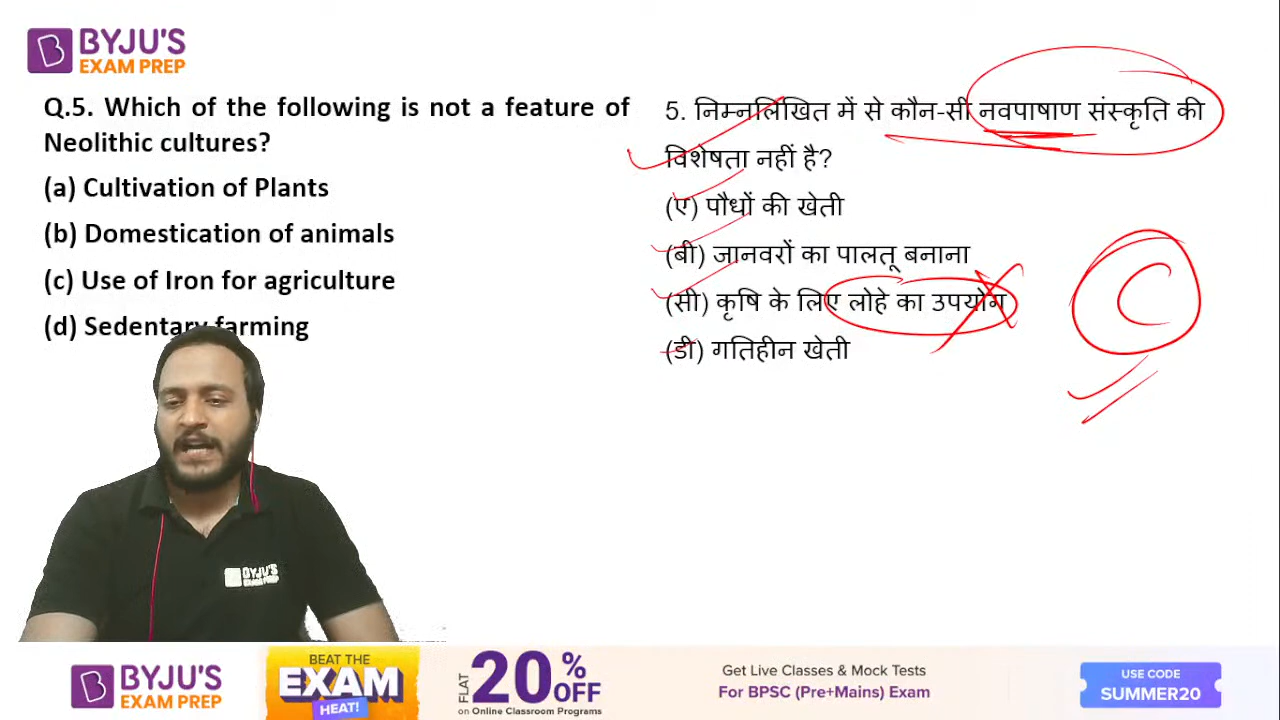 BYJU'S
EXAM PREP
Q.5. Which of the following is not a feature of
Neolithic cultures?
(a) Cultivation of Plants
(b) Domestication of animals
(c) Use of Iron for agriculture
(d) Sedentary farming
5. निम्नलिखित में से कौन-सी नवपाषाण संस्कृति की
विशेषता नहीं है?
(ए) पौधों की खेती
(बी) जानवरों का पालतू बनाना
(सी) कृषि के लिए लोहे का उपयोग
(डी) गतिहीन खेती
C
BYJU'S
EXAM PREP
BYJU'S
EXAM PREP
BEAT THE
EXAM
HEAT!
FLAT 20% OFF
on Online Classroom Programs
Get Live Classes & Mock Tests
For BPSC (Pre+Mains) Exam
USE CODE
SUMMER20